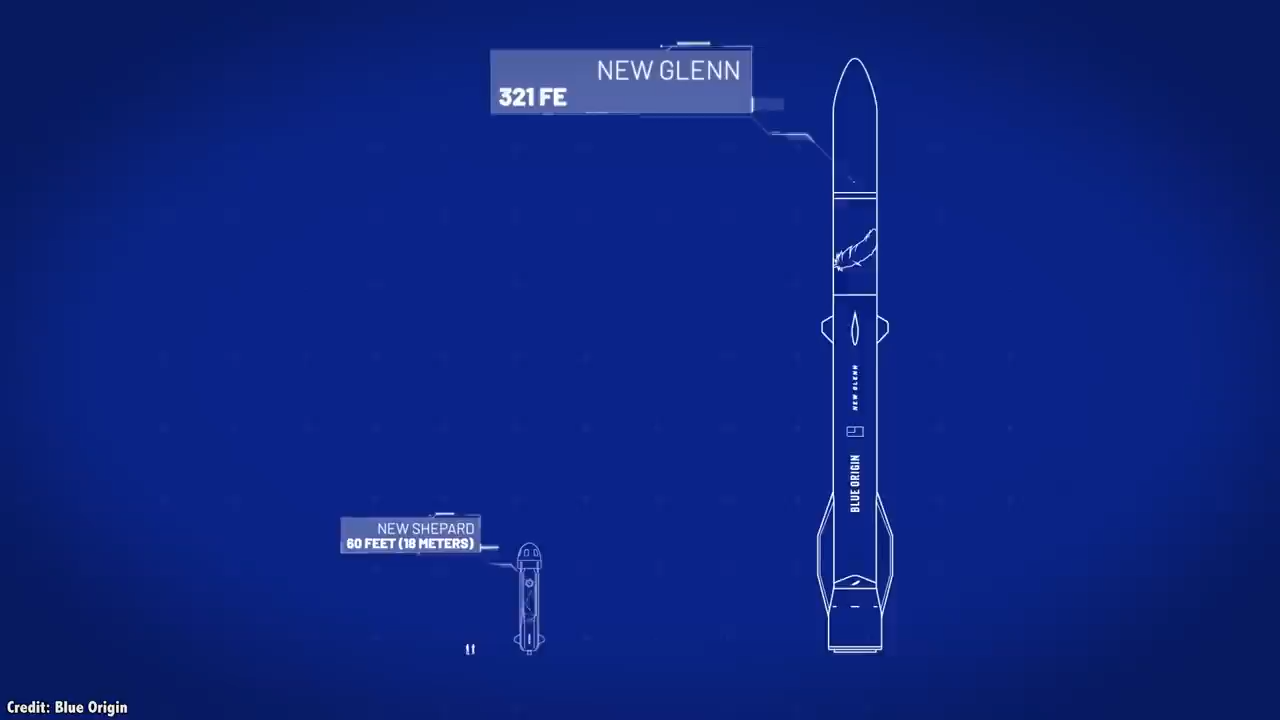 NEW GLENN
321 FE
NEW GLENN
BLUE ORIGIN
NEW SHEPARD
60 FEET (18 METERS)
Credit: Blue Origin